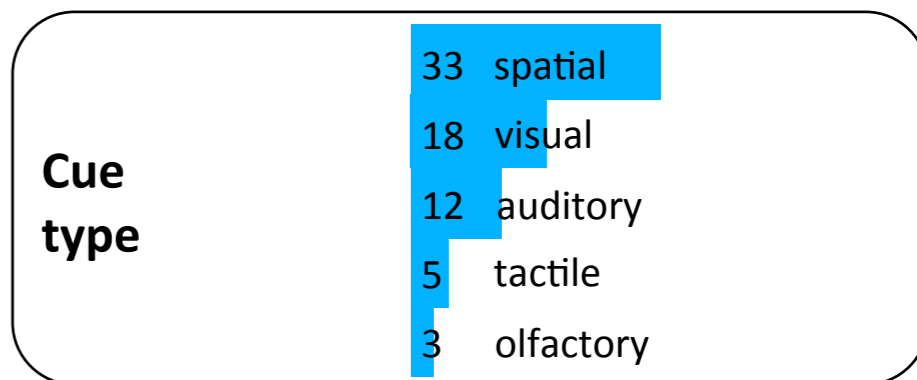 Cue
type
33 spatial
18 visual
12 auditory
5 tactile
3 olfactory